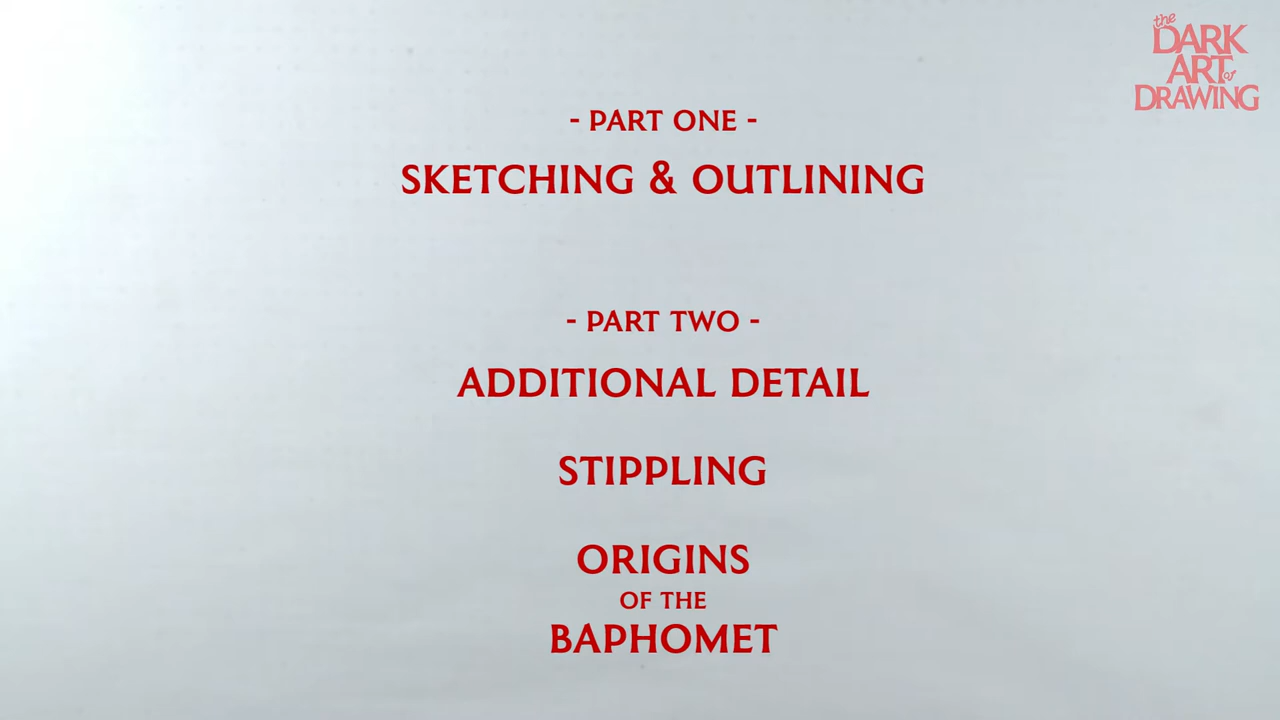 the
DARK
ART of
DRAWING
- PART ONE -
SKETCHING & OUTLINING
- PART TWO -
ADDITIONAL DETAIL
STIPPLING
ORIGINS
OF THE
BAPHOMET